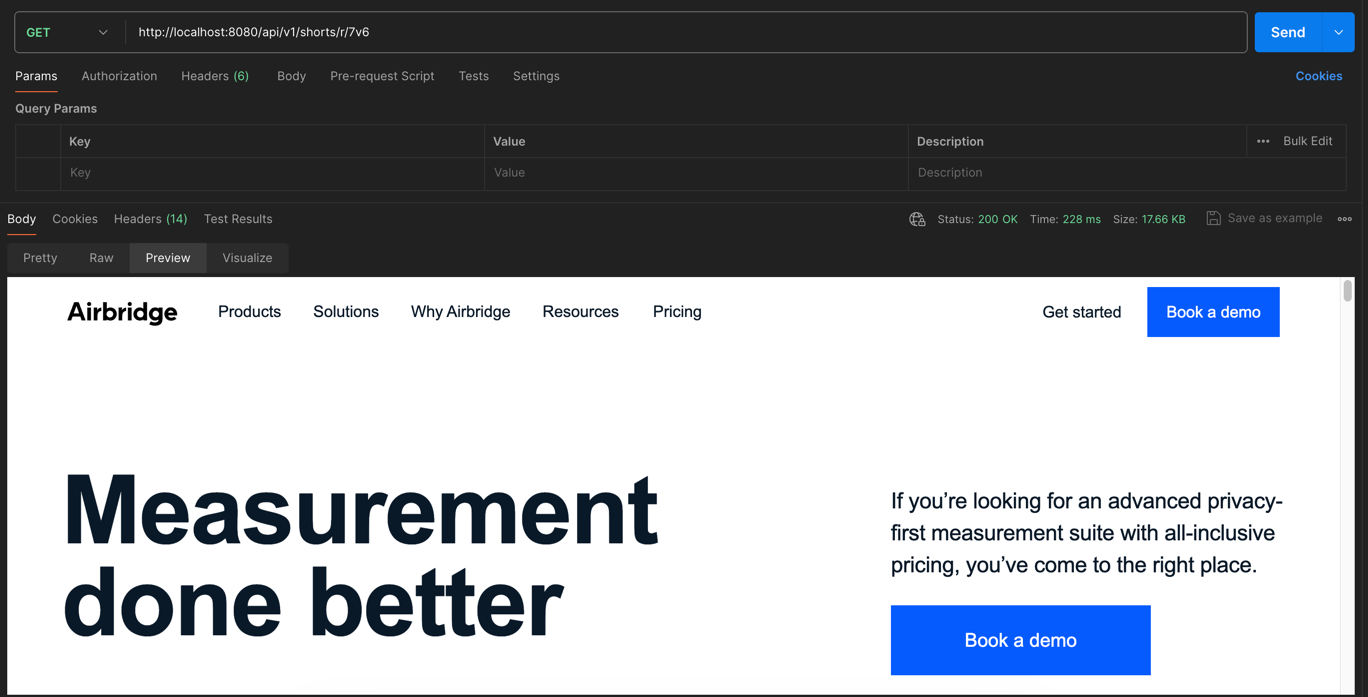 GET http://localhost:8080/api/v1/shorts/r/7v6 Send
Params Authorization Headers (6) Body Pre-request Script Tests Settings Cookies
Query Params
Key Value Description ••• Bulk Edit
Key Value Description
Body Cookies Headers (14) Test Results Status: 200 OK Time: 228 ms Size: 17.66 KB Save as example
Pretty Raw Preview Visualize
Airbridge Products Solutions Why Airbridge Resources Pricing Get started Book a demo
Measurement
done better
If you’re looking for an advanced privacy-
first measurement suite with all-inclusive
pricing, you’ve come to the right place.
Book a demo